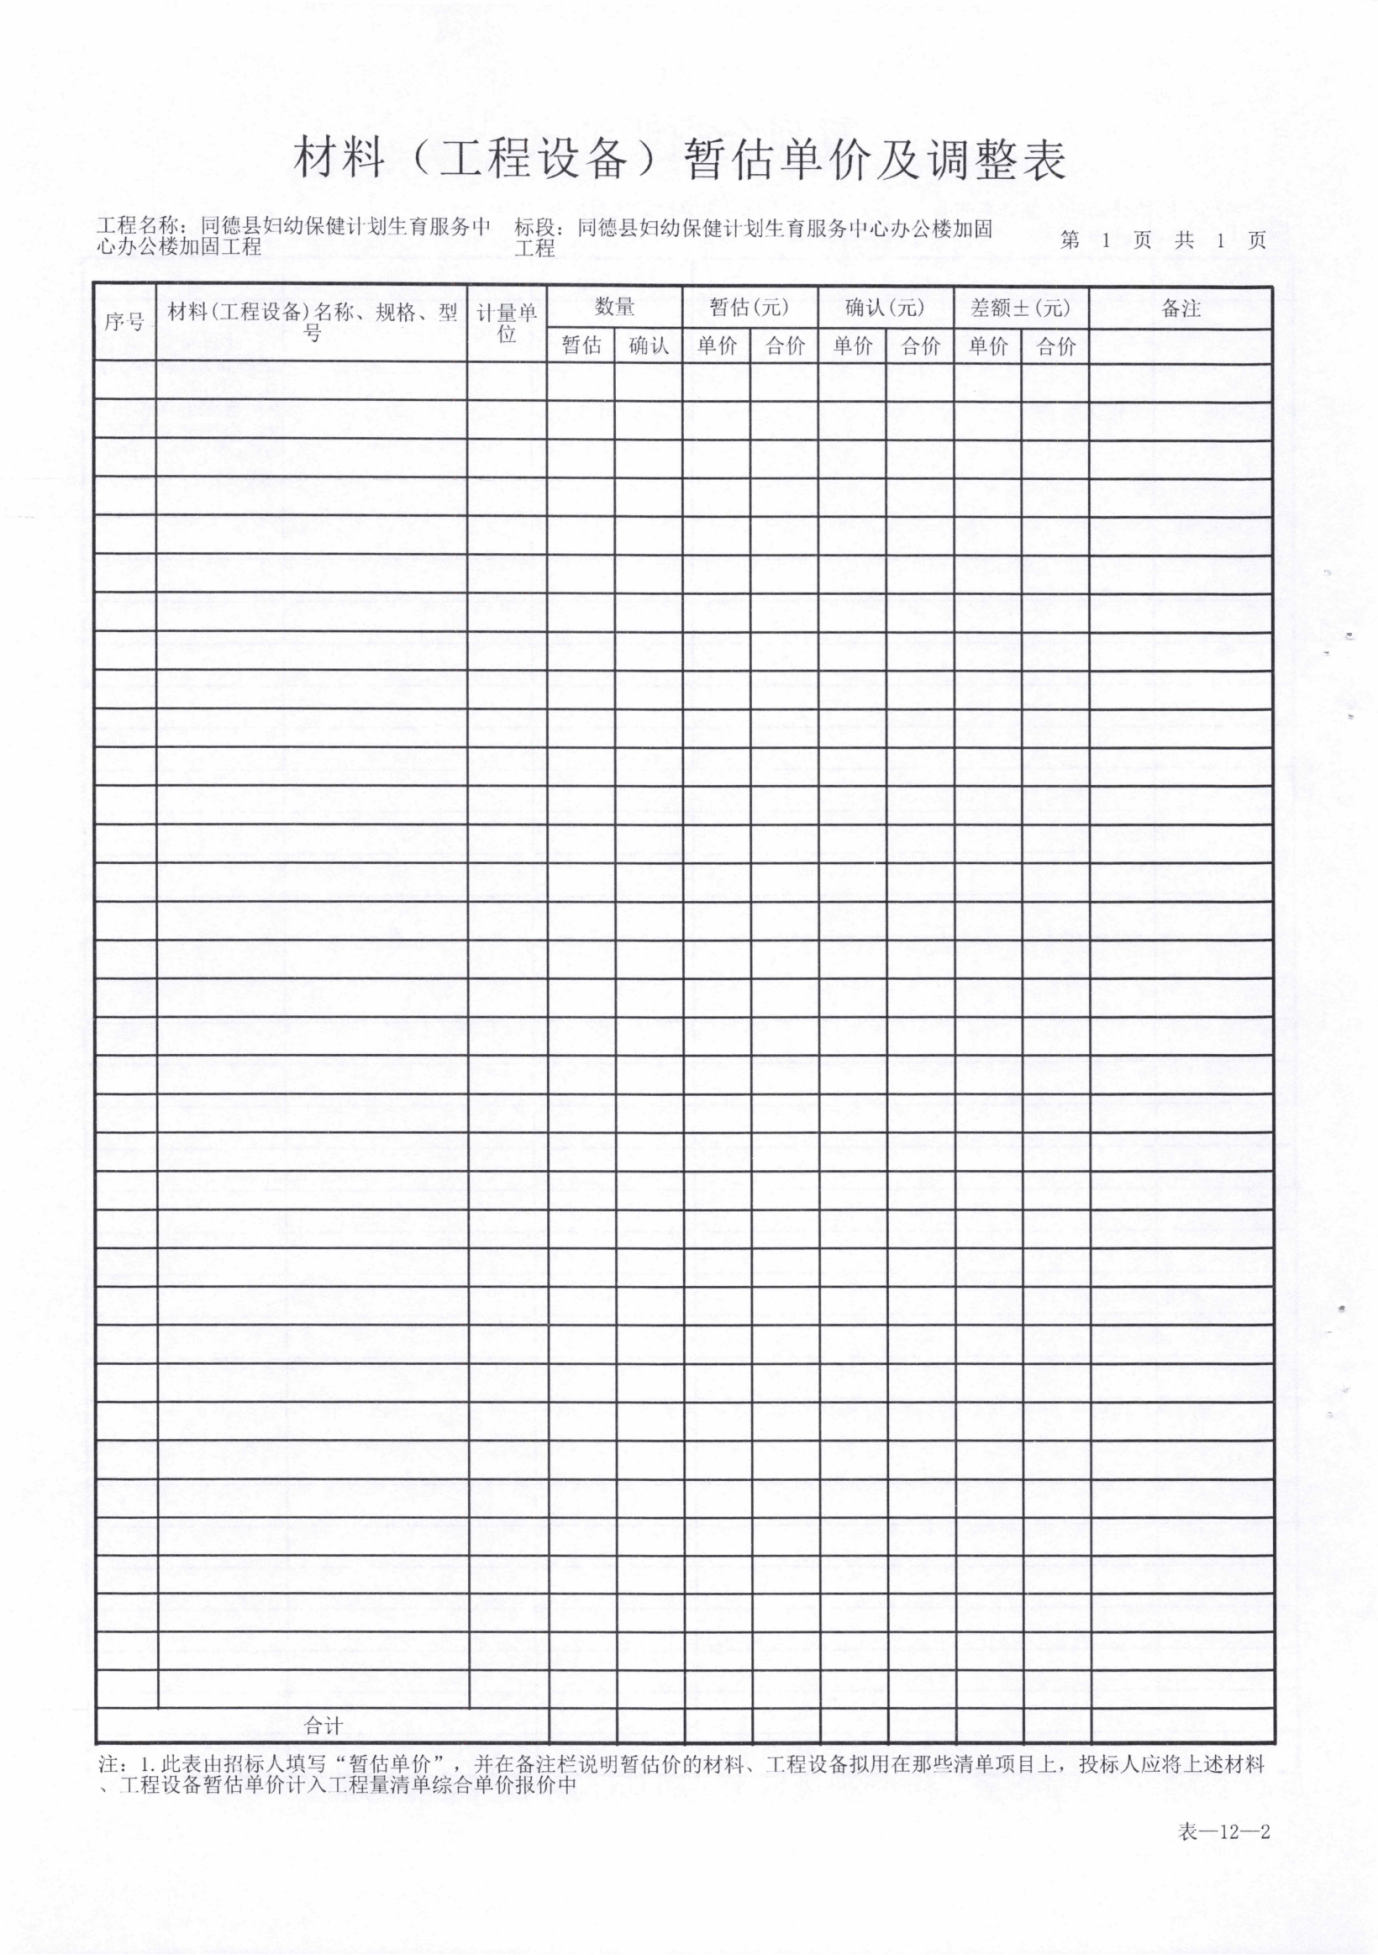 材料（工程设备）暂估单价及调整表
工程名称：同德县妇幼保健计划生育服务中
心办公楼加固工程
标段：同德县妇幼保健计划生育服务中心办公楼加固
工程
第 1 页 共 1 页
序号
材料(工程设备)名称、规格、型
号
计量单
位
数量
暂估(元)
确认(元)
差额±(元)
备注
暂估
确认
单价
合价
单价
合价
单价
合价
合计
注：1.此表由招标人填写“暂估单价”，并在备注栏说明暂估价的材料、工程设备拟用在那些清单项目上，投标人应将上述材料
、工程设备暂估单价计入工程量清单综合单价报价中
表—12—2